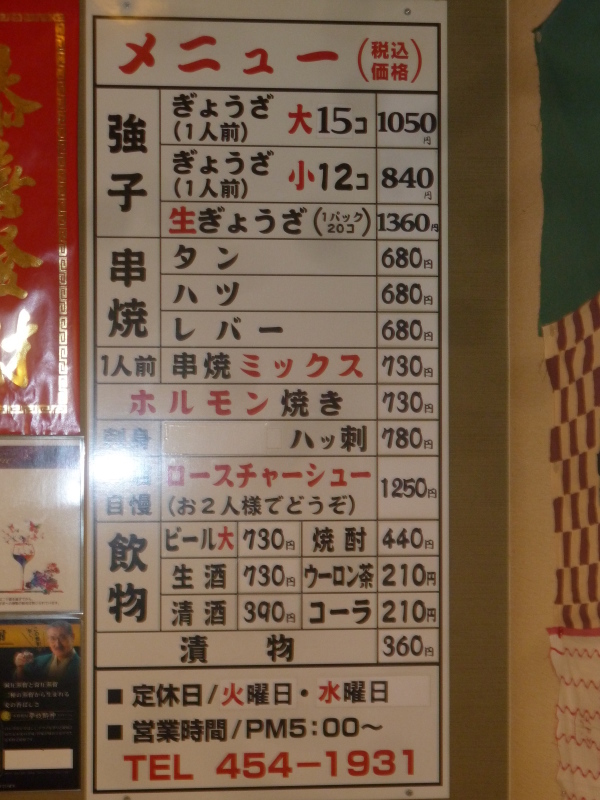 メニュー (税込価格)
強子
ぎょうざ (1人前) 大15コ 1050円
ぎょうざ (1人前) 小12コ 840円
生ぎょうざ (1パック20コ) 1360円
串焼
タン 680円
ハツ 680円
レバー 680円
1人前 串焼ミックス 730円
ホルモン焼き 730円
刺身 ハッ刺 780円
自慢 ロースチャーシュー (お2人様でどうぞ) 1250円
飲物
ビール大 730円 焼酎 440円
生酒 730円 ウーロン茶 210円
清酒 390円 コーラ 210円
漬物 360円
■ 定休日/火曜日・水曜日
■ 営業時間/PM5:00〜
TEL 454-1931